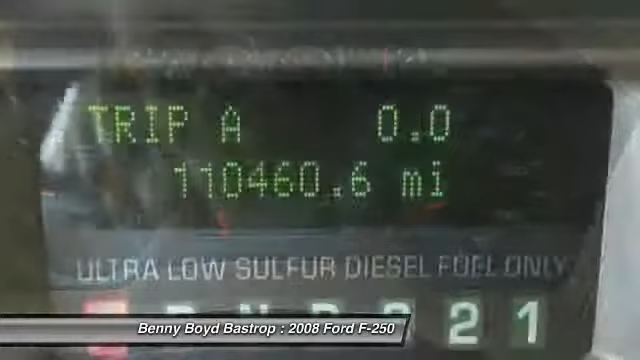 TRIP A 0.0
110460.6 mi
ULTRA LOW SULFUR DIESEL FUEL ONLY
2 1
Benny Boyd Bastrop : 2008 Ford F-250